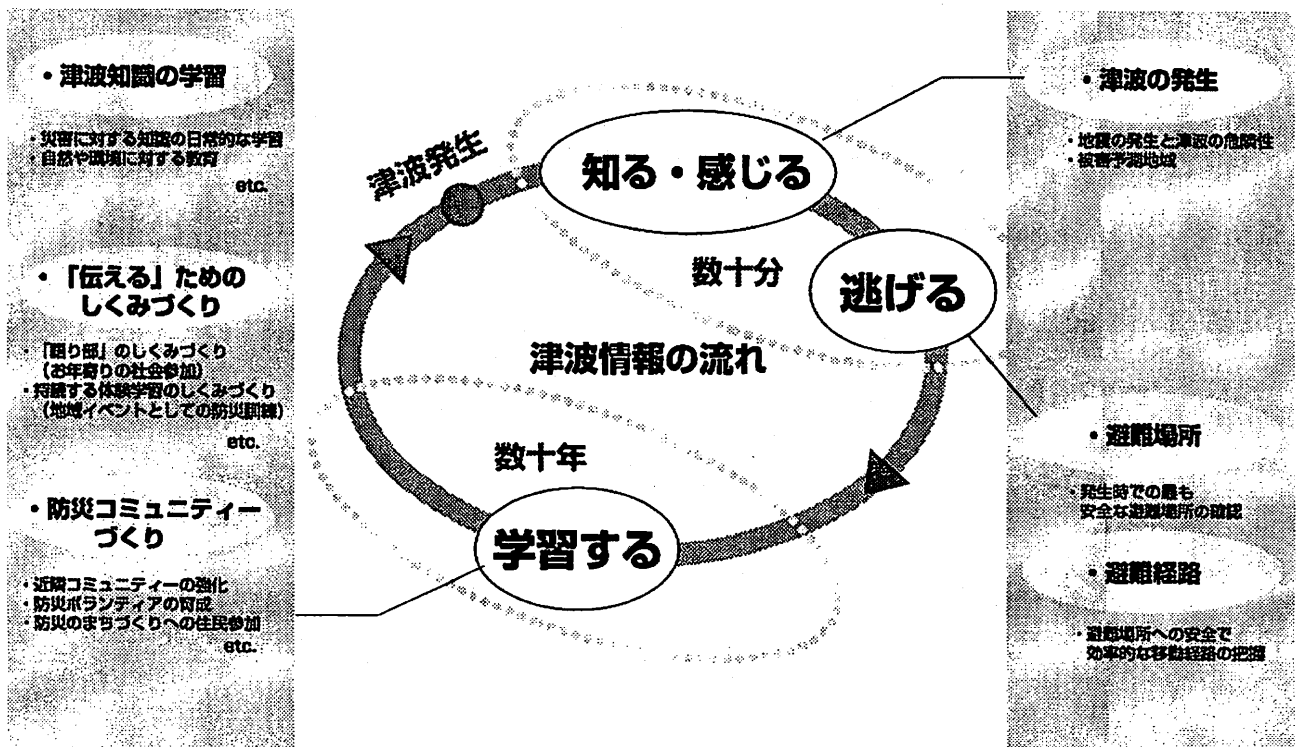 ・津波知識の学習
・災害に対する知識の日常的な学習
・自然や環境に対する教育
etc.
・「伝える」ための
しくみづくり
・「語り部」のしくみづくり
(お年寄りの社会参加)
・持続する体験学習のしくみづくり
(地域イベントとしての防災訓練)
etc.
・防災コミュニティー
づくり
・近隣コミュニティーの強化
・防災ボランティアの育成
・防災のまちづくりへの住民参加
etc.
津波発生
知る・感じる
数十分
逃げる
津波情報の流れ
数十年
学習する
・津波の発生
・地震の発生と津波の危険性
・被害予測地域
・避難場所
・発生時での最も
安全な避難場所の確認
・避難経路
・避難場所への安全で
効率的な移動経路の把握